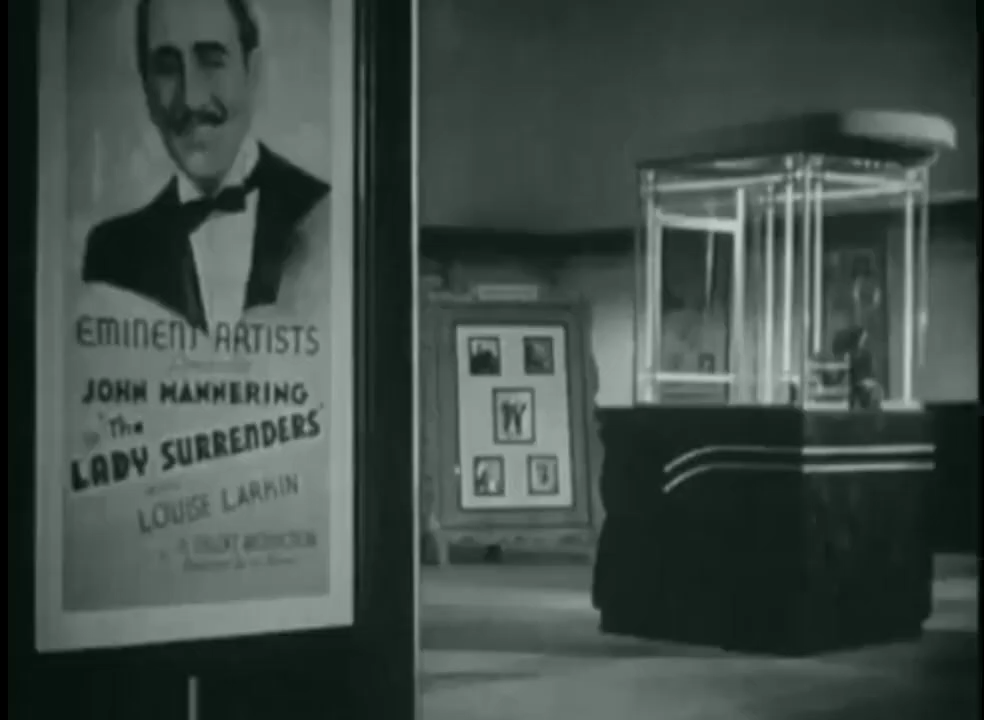 EMINENT ARTISTS
JOHN MANNERING
'The
LADY SURRENDERS'
LOUISE LARKIN